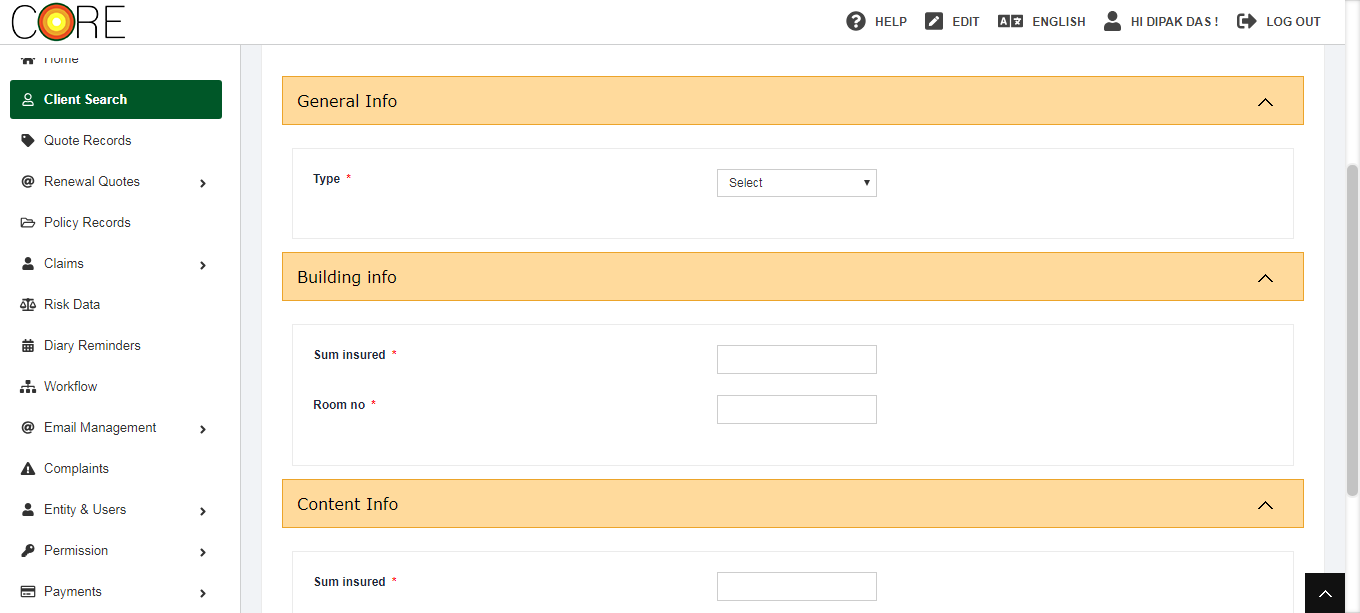 CORE
HELP
EDIT
ENGLISH
HI DIPAK DAS !
LOG OUT
Home
Client Search
Quote Records
Renewal Quotes
Policy Records
Claims
Risk Data
Diary Reminders
Workflow
Email Management
Complaints
Entity & Users
Permission
Payments
General Info
Type *
Select
Building info
Sum insured *
Room no *
Content Info
Sum insured *